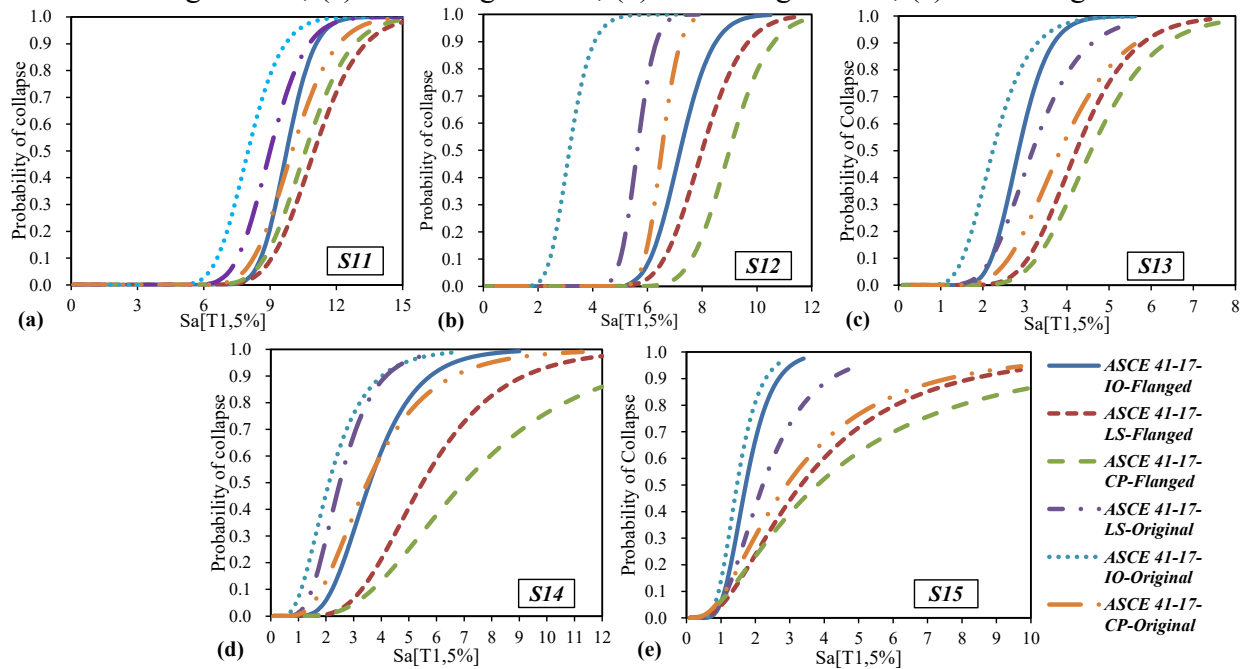 Probability of collapse
1.0
0.9
0.8
0.7
0.6
0.5
0.4
0.3
0.2
0.1
0.0
0 3 6 9 12 15
S11
(a) Sa[T1,5%]
Probability of collapse
1.0
0.9
0.8
0.7
0.6
0.5
0.4
0.3
0.2
0.1
0.0
0 2 4 6 8 10 12
S12
(b) Sa[T1,5%]
Probability of Collapse
1.0
0.9
0.8
0.7
0.6
0.5
0.4
0.3
0.2
0.1
0.0
0 1 2 3 4 5 6 7 8
S13
(c) Sa[T1,5%]
Probability of collapse
1.0
0.9
0.8
0.7
0.6
0.5
0.4
0.3
0.2
0.1
0.0
0 1 2 3 4 5 6 7 8 9 10 11 12
S14
(d) Sa[T1,5%]
Probability of Collapse
1.0
0.9
0.8
0.7
0.6
0.5
0.4
0.3
0.2
0.1
0.0
0 1 2 3 4 5 6 7 8 9 10
S15
(e) Sa[T1,5%]
ASCE 41-17-
IO-Flanged
ASCE 41-17-
LS-Flanged
ASCE 41-17-
CP-Flanged
ASCE 41-17-
LS-Original
ASCE 41-17-
IO-Original
ASCE 41-17-
CP-Original